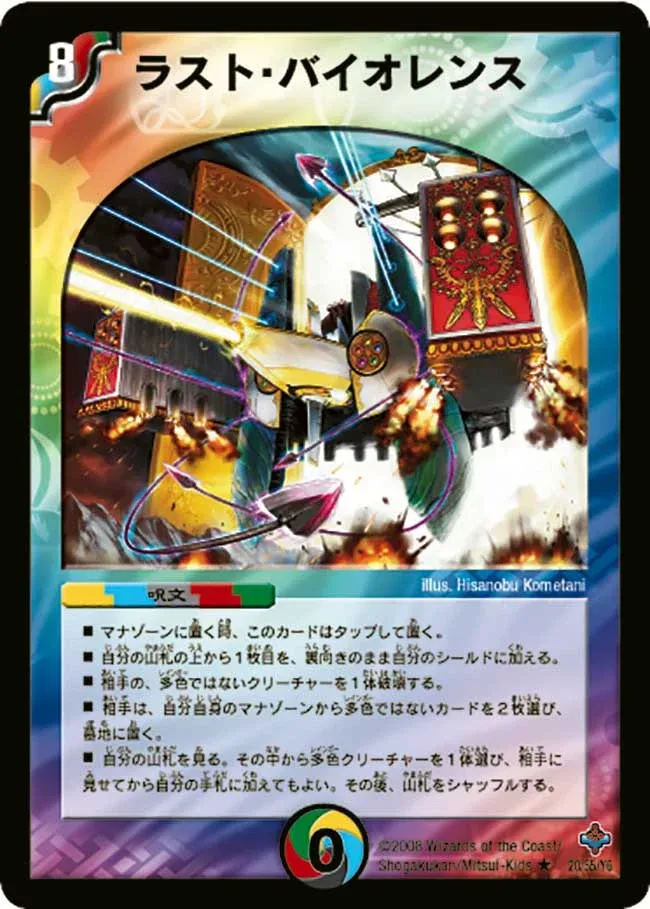 8
ラスト・バイオレンス
illus. Hisanobu Kometani
呪文
■ マナゾーンに置く時、このカードはタップして置く。
■ 自分の山札の上から1枚目を、裏向きのまま自分のシールドに加える。
■ 相手の、多色ではないクリーチャーを1体破壊する。
■ 相手は、自分自身のマナゾーンから多色ではないカードを2枚選び、
墓地に置く。
■ 自分の山札を見る。その中から多色クリーチャーを1体選び、相手に
見せてから自分の手札に加えてもよい。その後、山札をシャッフルする。
0
©2008 Wizards of the Coast/
Shogakukan/Mitsui-Kids ★ 20/55/Y6